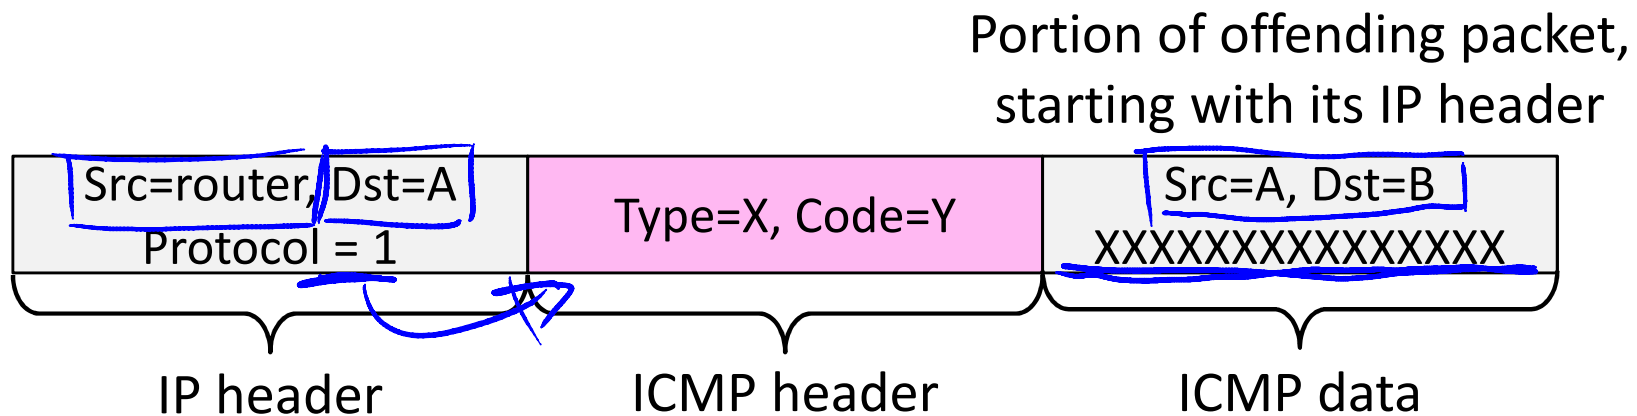 Portion of offending packet,
starting with its IP header
Src=router, Dst=A
Protocol = 1
Type=X, Code=Y
Src=A, Dst=B
XXXXXXXXXXXXXXX
IP header
ICMP header
ICMP data